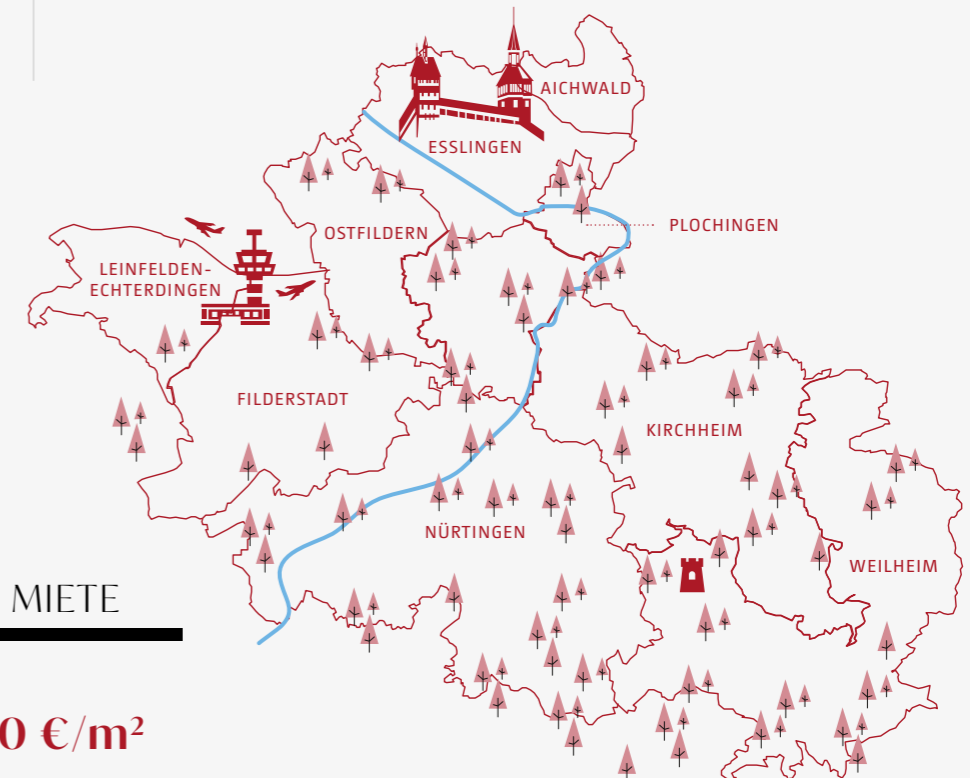 AICHWALD
ESSLINGEN
PLOCHINGEN
OSTFILDERN
LEINFELDEN-
ECHTERDINGEN
FILDERSTADT
KIRCHHEIM
NÜRTINGEN
WEILHEIM
MIETE
0 €/m²